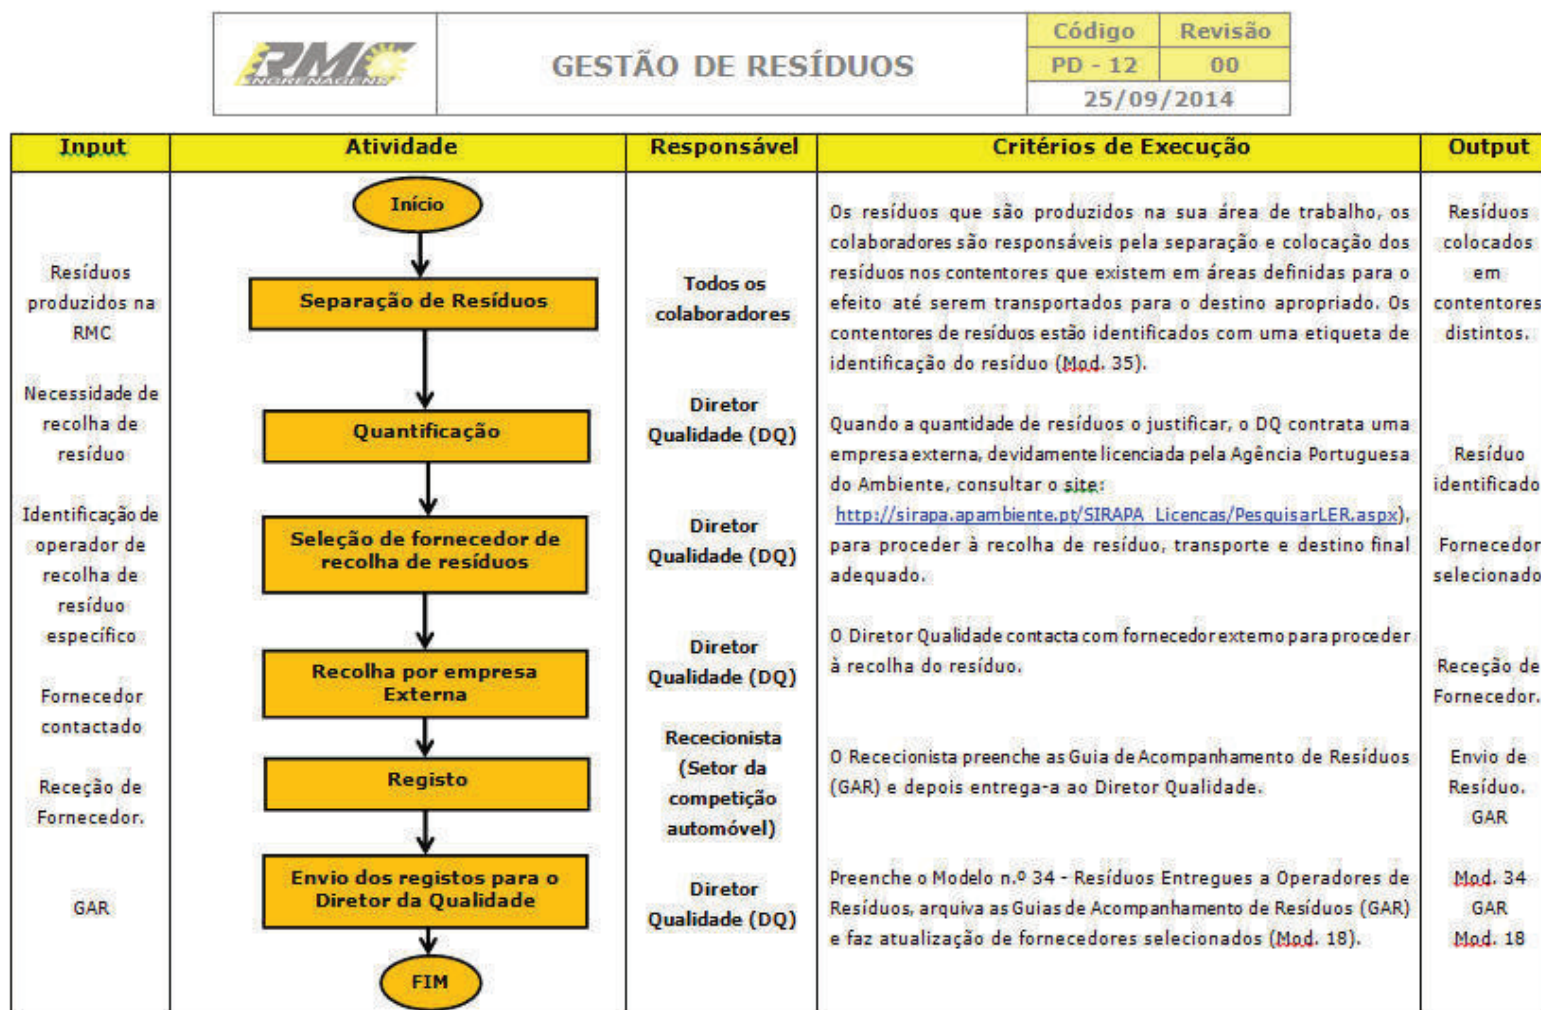 RMC
ENGRENAGENS
GESTÃO DE RESÍDUOS
Código Revisão
PD - 12 00
25/09/2014
Input Atividade Responsável Critérios de Execução Output
Resíduos
produzidos na
RMC
Necessidade de
recolha de
resíduo
Identificação de
operador de
recolha de
resíduo
específico
Fornecedor
contactado
Receção de
Fornecedor.
GAR
Início
Separação de Resíduos
Quantificação
Seleção de fornecedor de
recolha de resíduos
Recolha por empresa
Externa
Registo
Envio dos registos para o
Diretor da Qualidade
FIM
Todos os
colaboradores
Diretor
Qualidade (DQ)
Diretor
Qualidade (DQ)
Diretor
Qualidade (DQ)
Rececionista
(Setor da
competição
automóvel)
Diretor
Qualidade (DQ)
Os resíduos que são produzidos na sua área de trabalho, os
colaboradores são responsáveis pela separação e colocação dos
resíduos nos contentores que existem em áreas definidas para o
efeito até serem transportados para o destino apropriado. Os
contentores de resíduos estão identificados com uma etiqueta de
identificação do resíduo (Mod. 35).
Quando a quantidade de resíduos o justificar, o DQ contrata uma
empresa externa, devidamente licenciada pela Agência Portuguesa
do Ambiente, consultar o site:
http://sirapa.apambiente.pt/SIRAPA_Licencas/PesquisarLER.aspx),
para proceder à recolha de resíduo, transporte e destino final
adequado.
O Diretor Qualidade contacta com fornecedor externo para proceder
à recolha do resíduo.
O Rececionista preenche as Guia de Acompanhamento de Resíduos
(GAR) e depois entrega-a ao Diretor Qualidade.
Preenche o Modelo n.º 34 - Resíduos Entregues a Operadores de
Resíduos, arquiva as Guias de Acompanhamento de Resíduos (GAR)
e faz atualização de fornecedores selecionados (Mod. 18).
Resíduos
colocados
em
contentores
distintos.
Resíduo
identificado
Fornecedor
selecionado
Receção de
Fornecedor.
Envio de
Resíduo.
GAR
Mod. 34
GAR
Mod. 18